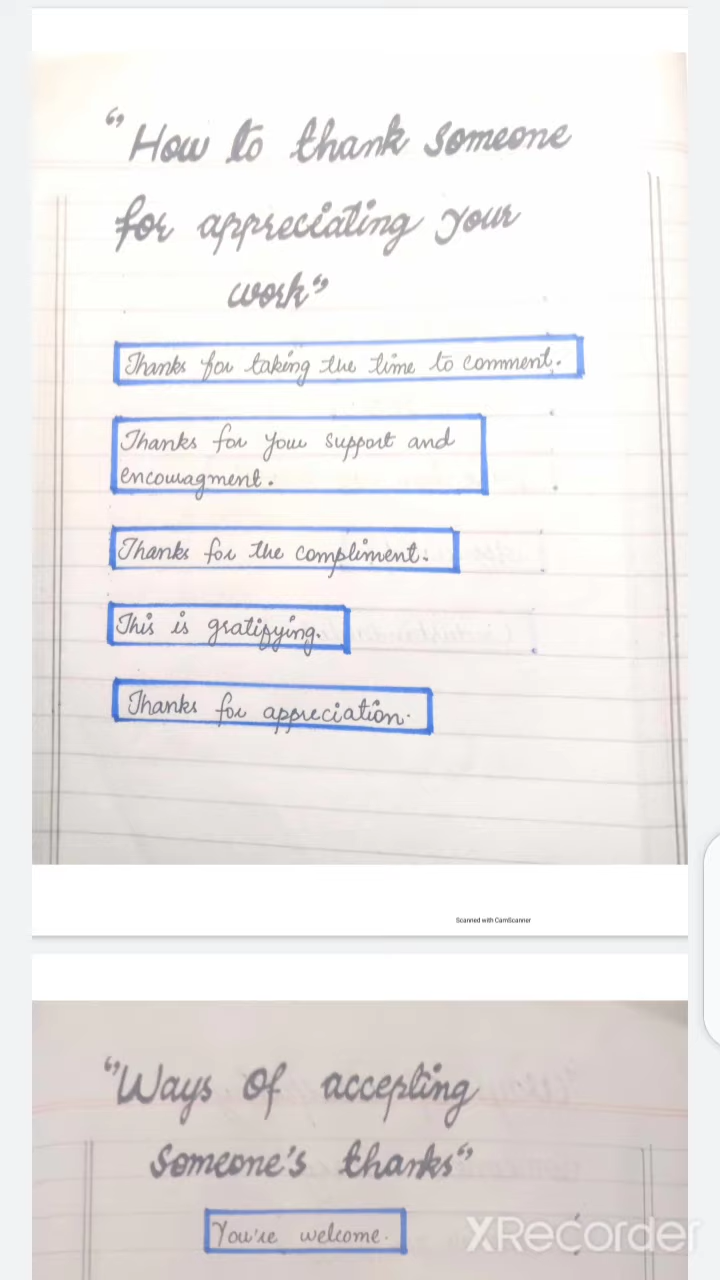 "How to thank someone
for appreciating your
work"
Thanks for taking the time to comment.
Thanks for your support and
encouragment.
Thanks for the compliment.
This is gratifying.
Thanks for appreciation.
Scanned with CamScanner
"Ways of accepting
someone's thanks"
You're welcome.
XRecorder